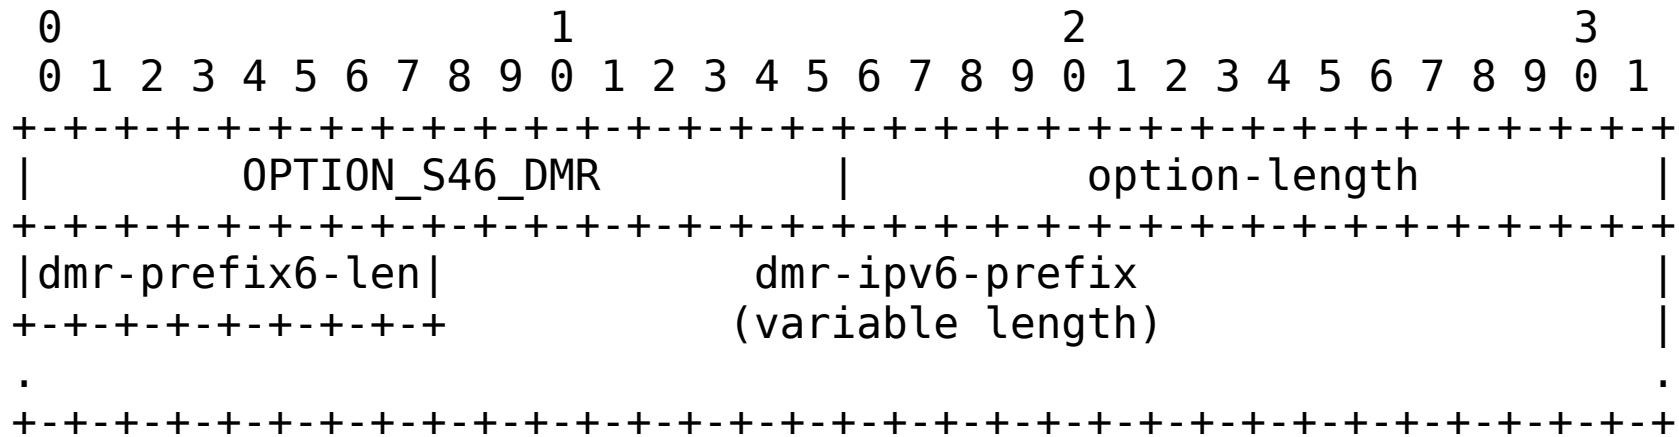 0                   1                   2                   3
 0 1 2 3 4 5 6 7 8 9 0 1 2 3 4 5 6 7 8 9 0 1 2 3 4 5 6 7 8 9 0 1
+-+-+-+-+-+-+-+-+-+-+-+-+-+-+-+-+-+-+-+-+-+-+-+-+-+-+-+-+-+-+-+-+
|        OPTION_S46_DMR         |         option-length         |
+-+-+-+-+-+-+-+-+-+-+-+-+-+-+-+-+-+-+-+-+-+-+-+-+-+-+-+-+-+-+-+-+
|dmr-prefix6-len|            dmr-ipv6-prefix                    |
+-+-+-+-+-+-+-+-+           (variable length)                   |
.                                                               .
+-+-+-+-+-+-+-+-+-+-+-+-+-+-+-+-+-+-+-+-+-+-+-+-+-+-+-+-+-+-+-+-+